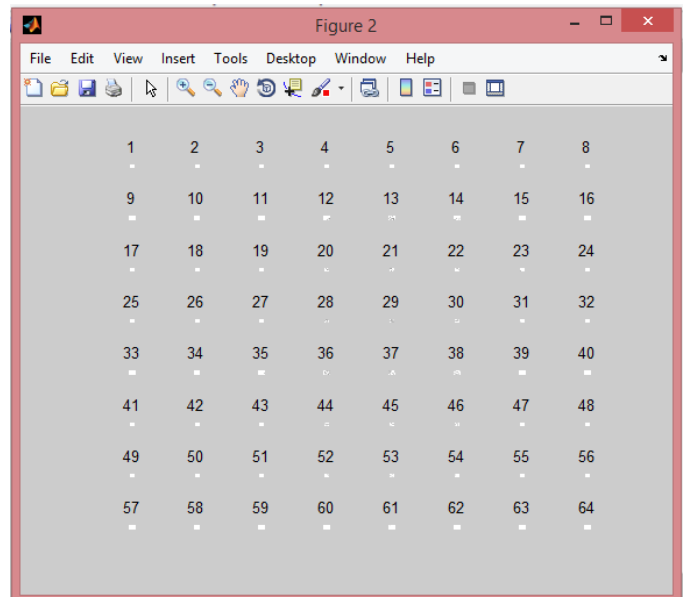 Figure 2
File Edit View Insert Tools Desktop Window Help
1 2 3 4 5 6 7 8
9 10 11 12 13 14 15 16
17 18 19 20 21 22 23 24
25 26 27 28 29 30 31 32
33 34 35 36 37 38 39 40
41 42 43 44 45 46 47 48
49 50 51 52 53 54 55 56
57 58 59 60 61 62 63 64